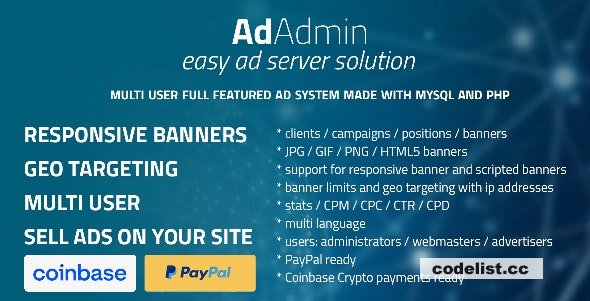 AdAdmin
easy ad server solution
MULTI USER FULL FEATURED AD SYSTEM MADE WITH MYSQL AND PHP
RESPONSIVE BANNERS
GEO TARGETING
MULTI USER
SELL ADS ON YOUR SITE
coinbase
PayPal
* clients / campaigns / positions / banners
* JPG / GIF / PNG / HTML5 banners
* support for responsive banner and scripted banners
* banner limits and geo targeting with ip addresses
* stats / CPM / CPC / CTR / CPD
* multi language
* users: administrators / webmasters / advertisers
* PayPal ready
* Coinbase Crypto payments ready
codelist.cc